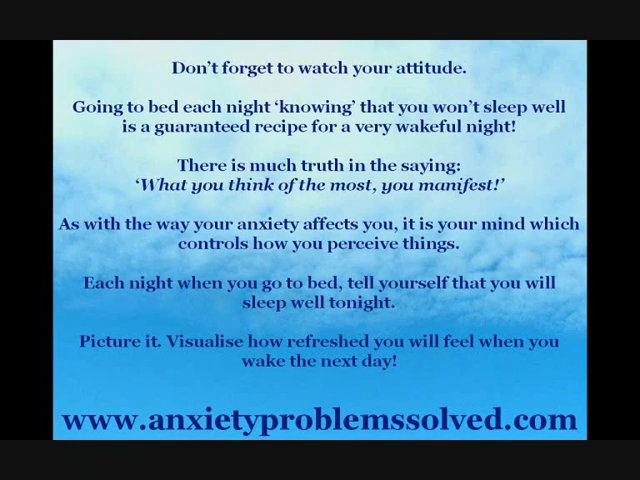 Don’t forget to watch your attitude.
Going to bed each night ‘knowing’ that you won’t sleep well
is a guaranteed recipe for a very wakeful night!
There is much truth in the saying:
‘What you think of the most, you manifest!’
As with the way your anxiety affects you, it is your mind which
controls how you perceive things.
Each night when you go to bed, tell yourself that you will
sleep well tonight.
Picture it. Visualise how refreshed you will feel when you
wake the next day!
www.anxietyproblemssolved.com